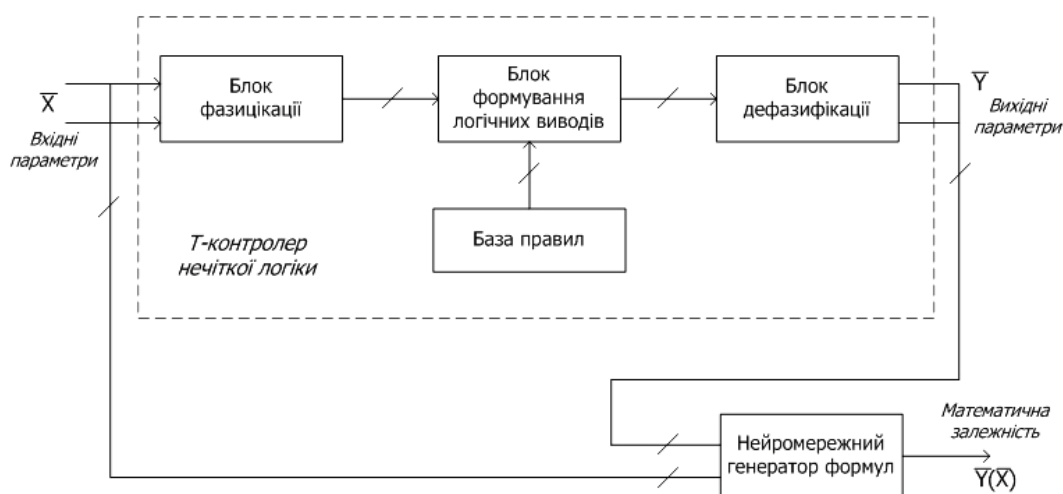 Блок
фазицікації
Блок
формування
логічних виводів
Блок
дефазифікації
X̅
Вхідні
параметри
Y̅
Вихідні
параметри
База правил
Т-контролер
нечіткої логіки
Нейромережний
генератор формул
Математична
залежність
Y̅(X̅)